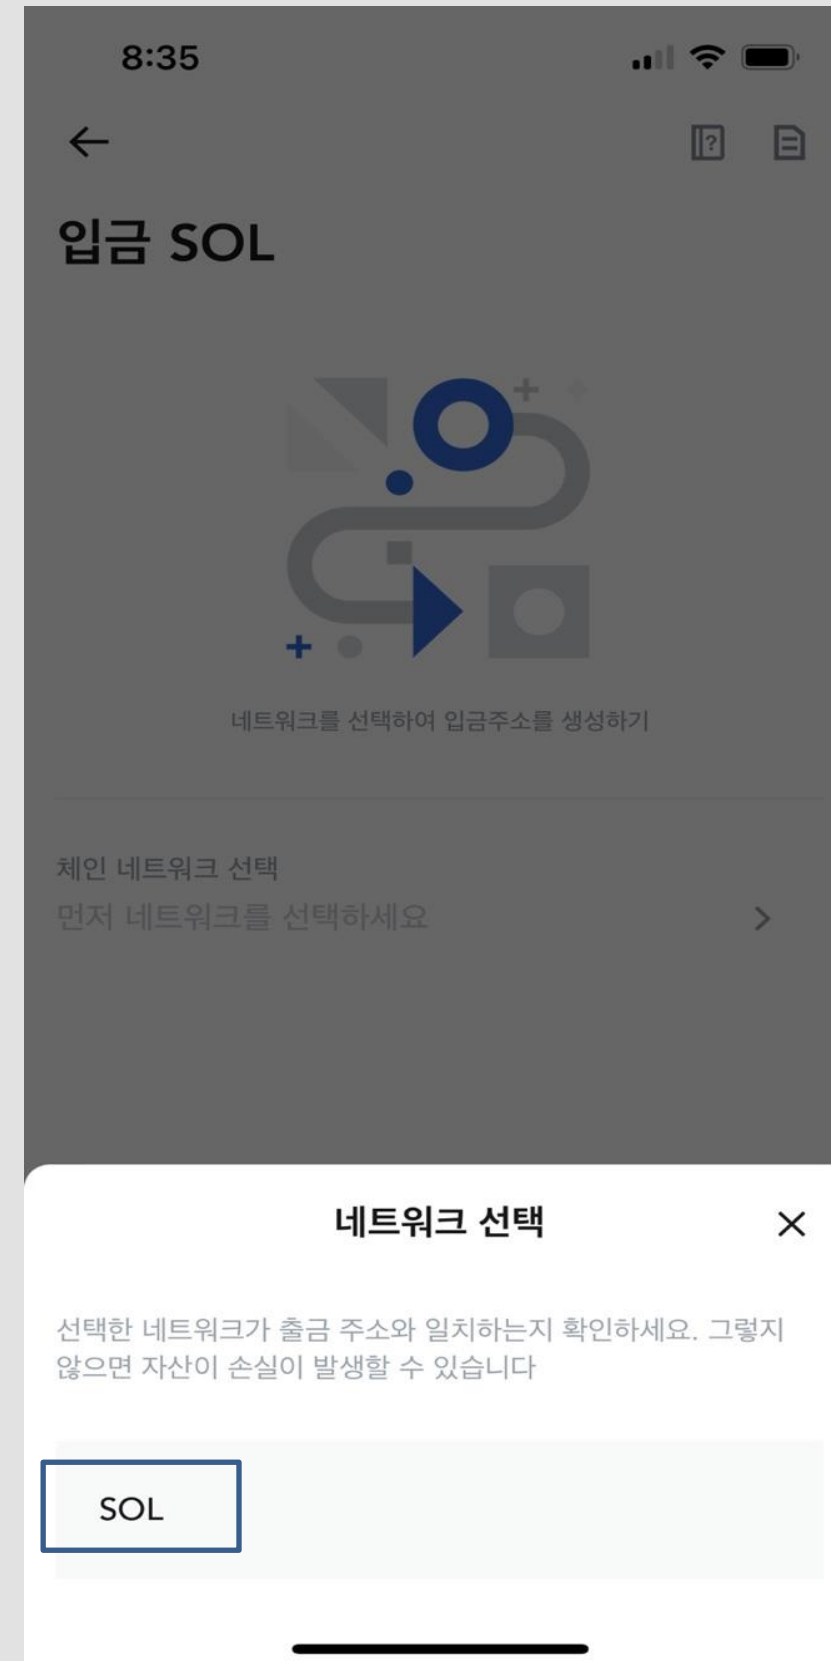 8:35
?
입금 SOL
네트워크를 선택하여 입금주소를 생성하기
체인 네트워크 선택
먼저 네트워크를 선택하세요
네트워크 선택
선택한 네트워크가 출금 주소와 일치하는지 확인하세요. 그렇지
않으면 자산이 손실이 발생할 수 있습니다
SOL